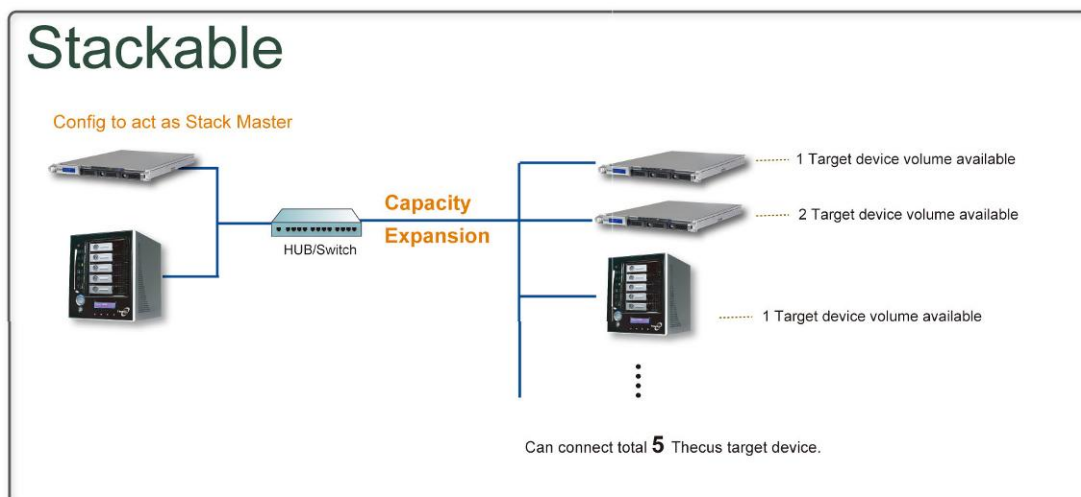 Stackable
Config to act as Stack Master
1 Target device volume available
Capacity
Expansion
2 Target device volume available
HUB/Switch
1 Target device volume available
Can connect total 5 Thecus target device.